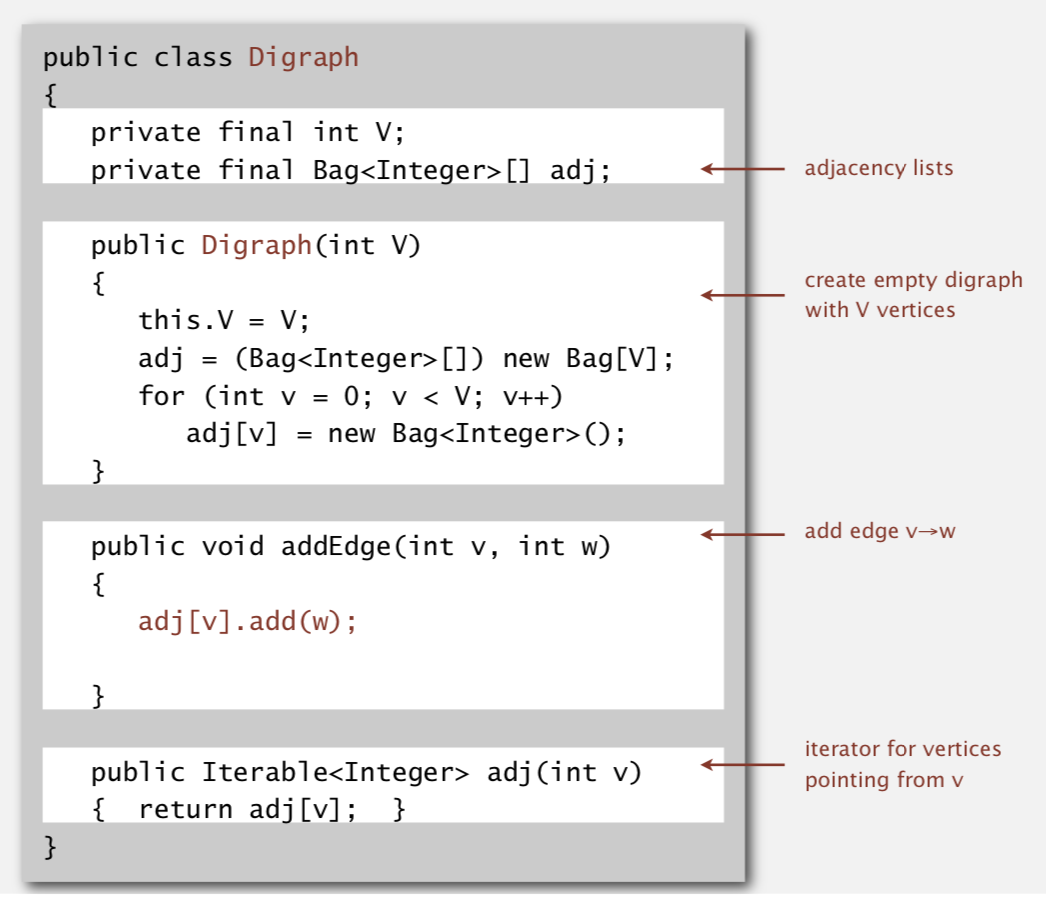 public class Digraph
{
private final int V;
private final Bag<Integer>[] adj;
adjacency lists
public Digraph(int V)
{
this.V = V;
adj = (Bag<Integer>[]) new Bag[V];
for (int v = 0; v < V; v++)
adj[v] = new Bag<Integer>();
}
create empty digraph
with V vertices
public void addEdge(int v, int w)
{
adj[v].add(w);
}
add edge v→w
public Iterable<Integer> adj(int v)
{ return adj[v]; }
iterator for vertices
pointing from v
}